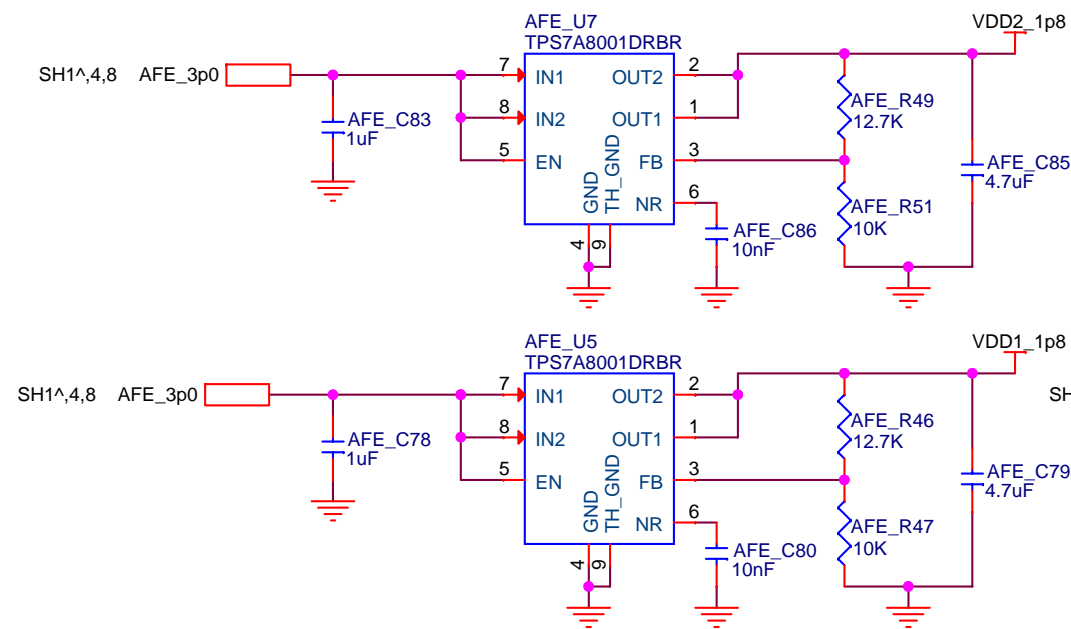 AFE_U7
TPS7A8001DRBR
VDD2_1p8
SH1^,4,8 AFE_3p0
7 IN1 OUT2 2
8 IN2 OUT1 1
5 EN FB 3
GND TH_GND NR 6
4 9
AFE_C83
1uF
AFE_R49
12.7K
AFE_C85
4.7uF
AFE_R51
10K
AFE_C86
10nF
AFE_U5
TPS7A8001DRBR
VDD1_1p8
SH1^,4,8 AFE_3p0
SH
7 IN1 OUT2 2
8 IN2 OUT1 1
5 EN FB 3
GND TH_GND NR 6
4 9
AFE_C78
1uF
AFE_R46
12.7K
AFE_C79
4.7uF
AFE_R47
10K
AFE_C80
10nF